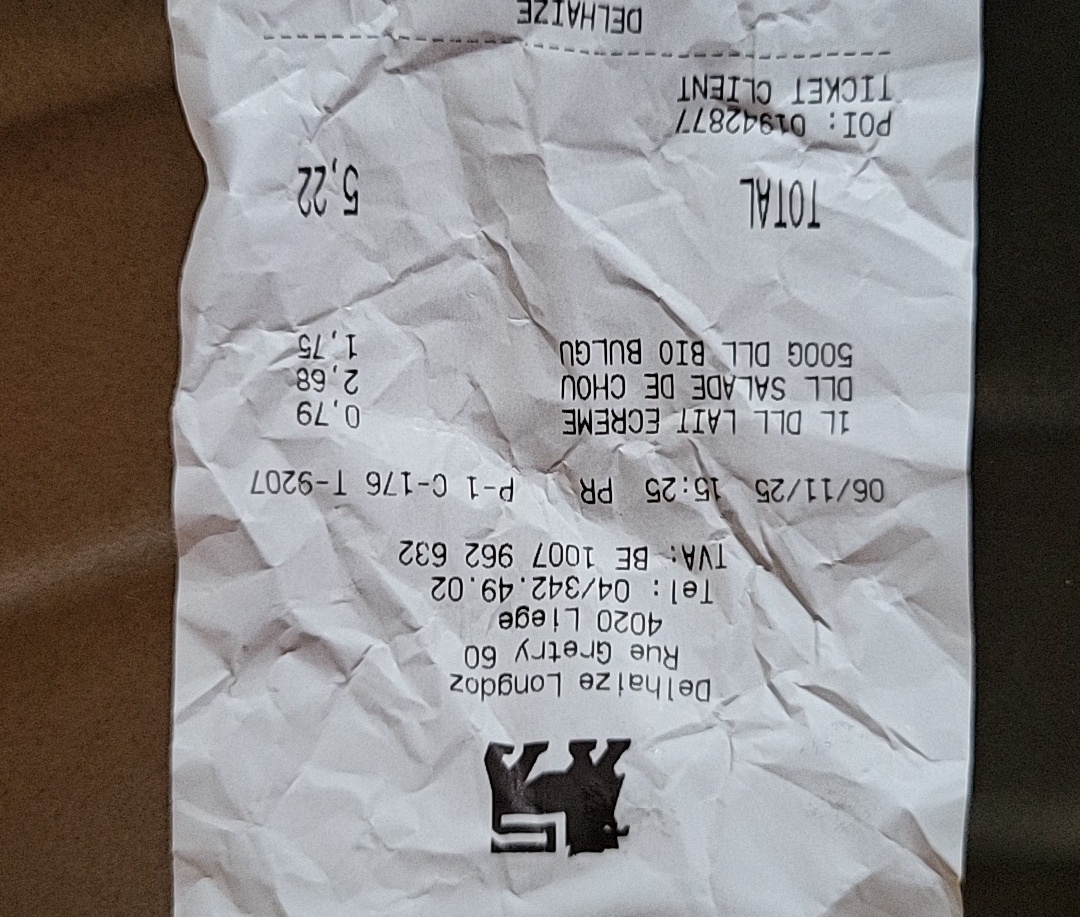 Delhaize Longdoz
Rue Gretry 60
4020 Liege
Tel: 04/342.49.02
TVA: BE 1007 962 632
06/11/25 15:25 PR P-1 C-176 T-9207
1L DLL LAIT ECREME 0,79
DLL SALADE DE CHOU 2,68
500G DLL BIO BULGU 1,75
TOTAL 5,22
POI: 01942877
TICKET CLIENT
DELHAIZE